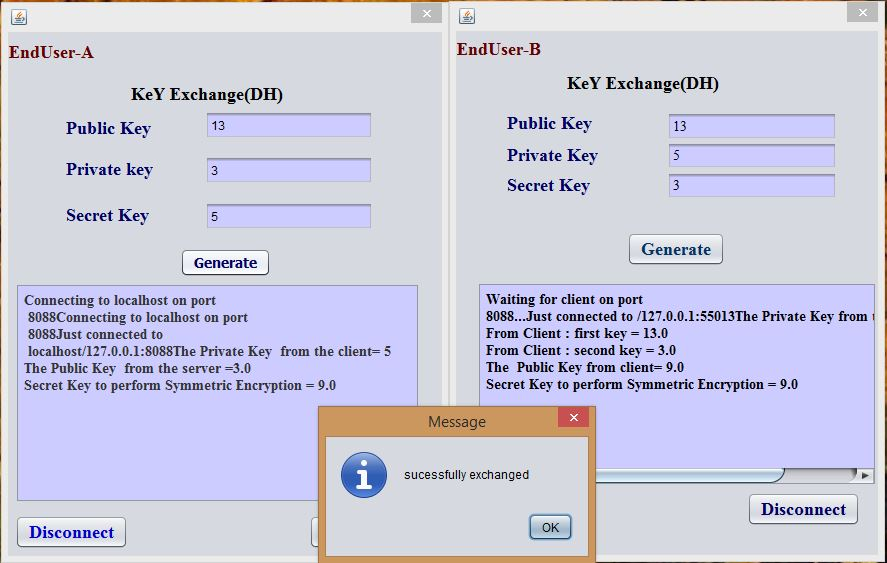 EndUser-A
KeY Exchange(DH)
Public Key 13
Private key 3
Secret Key 5
Generate
Connecting to localhost on port
8088Connecting to localhost on port
8088Just connected to
localhost/127.0.0.1:8088The Private Key from the client= 5
The Public Key from the server =3.0
Secret Key to perform Symmetric Encryption = 9.0
Disconnect
EndUser-B
KeY Exchange(DH)
Public Key 13
Private Key 5
Secret Key 3
Generate
Waiting for client on port
8088...Just connected to /127.0.0.1:55013The Private Key from
From Client : first key = 13.0
From Client : second key = 3.0
The Public Key from client= 9.0
Secret Key to perform Symmetric Encryption = 9.0
Disconnect
Message
sucessfully exchanged
OK